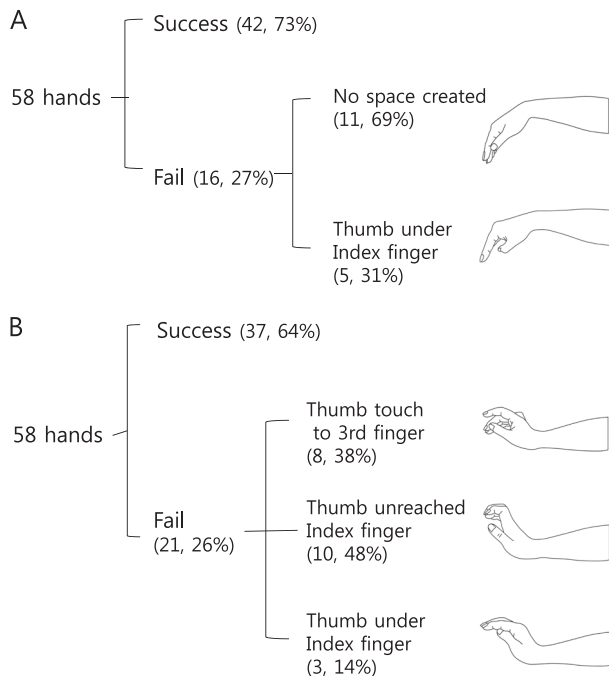 A
Success (42, 73%)
58 hands
No space created
(11, 69%)
Fail (16, 27%)
Thumb under
Index finger
(5, 31%)
B
Success (37, 64%)
58 hands
Thumb touch
to 3rd finger
(8, 38%)
Thumb unreached
Index finger
(10, 48%)
Fail
(21, 26%)
Thumb under
Index finger
(3, 14%)